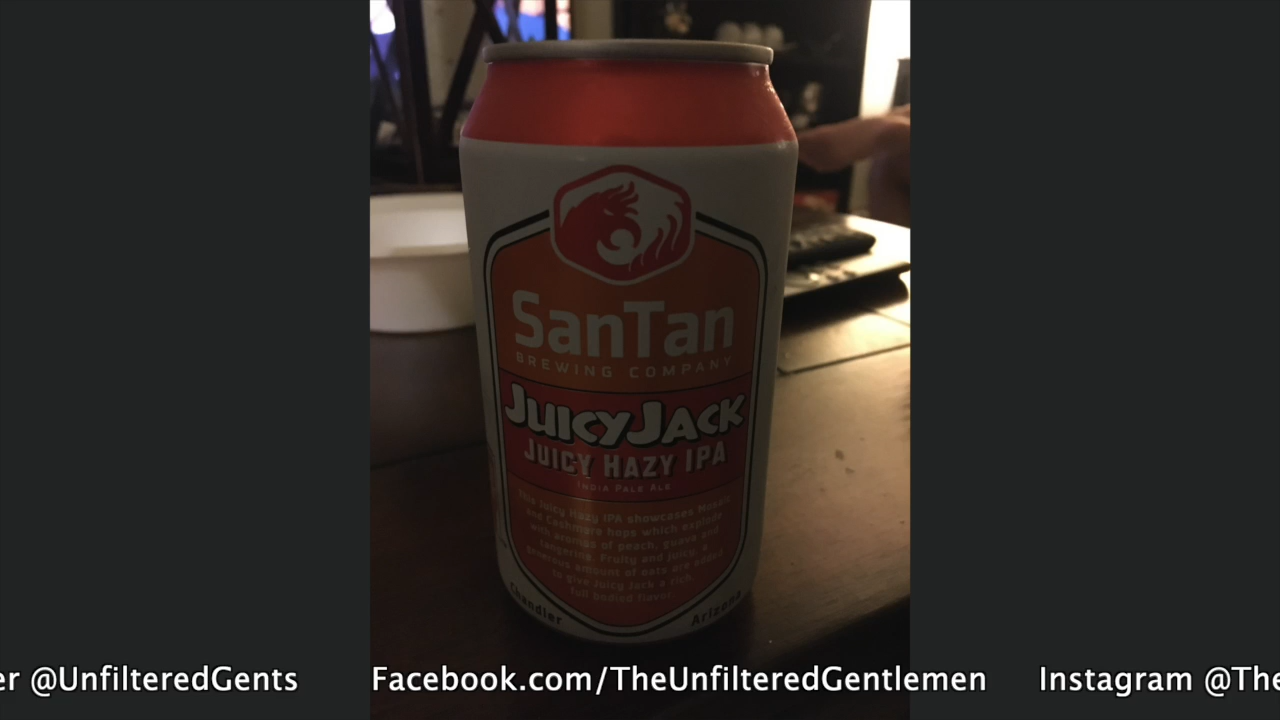 SanTan
BREWING COMPANY
JUICYJACK
JUICY HAZY IPA
INDIA PALE ALE
This Juicy Hazy IPA showcases Mosaic
and Cashmere hops which explode
with aromas of peach, guava and
tangerine. Fruity and juicy, a
generous amount of oats are added
to give Juicy Jack a rich,
full bodied flavor.
Chandier
Arizona
er @UnfilteredGents Facebook.com/TheUnfilteredGentlemen Instagram @The